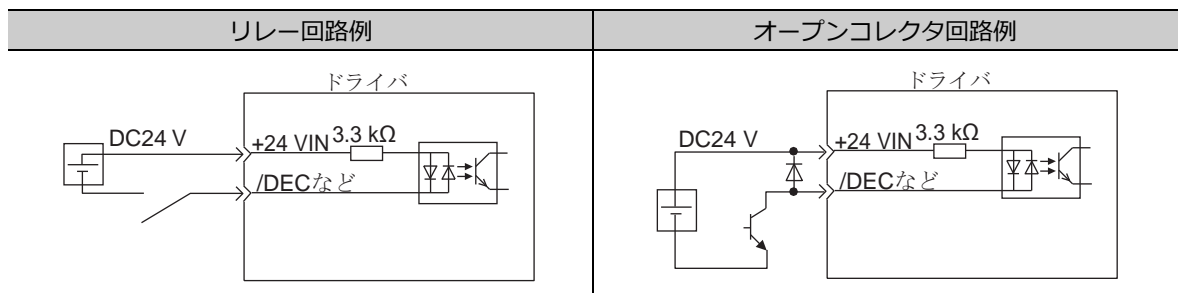 リレー回路例
オープンコレクタ回路例
ドライバ
DC24 V
+24 VIN
3.3 kΩ
/DECなど
ドライバ
DC24 V
+24 VIN
3.3 kΩ
/DECなど